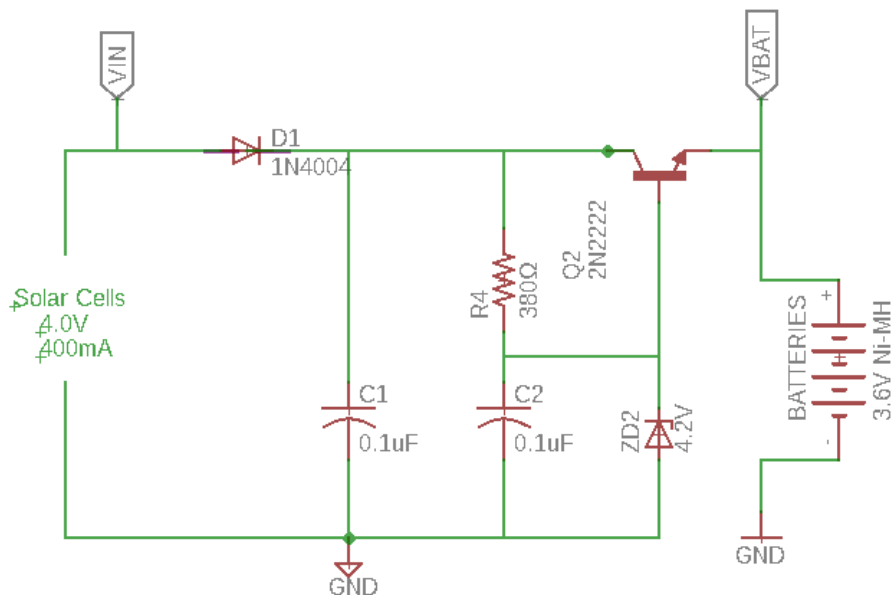 VIN
VBAT
D1
1N4004
Q2
2N2222
R4
380Ω
Solar Cells
4.0V
400mA
C1
0.1uF
C2
0.1uF
ZD2
4.2V
BATTERIES
3.6V Ni-MH
+
-
GND
GND